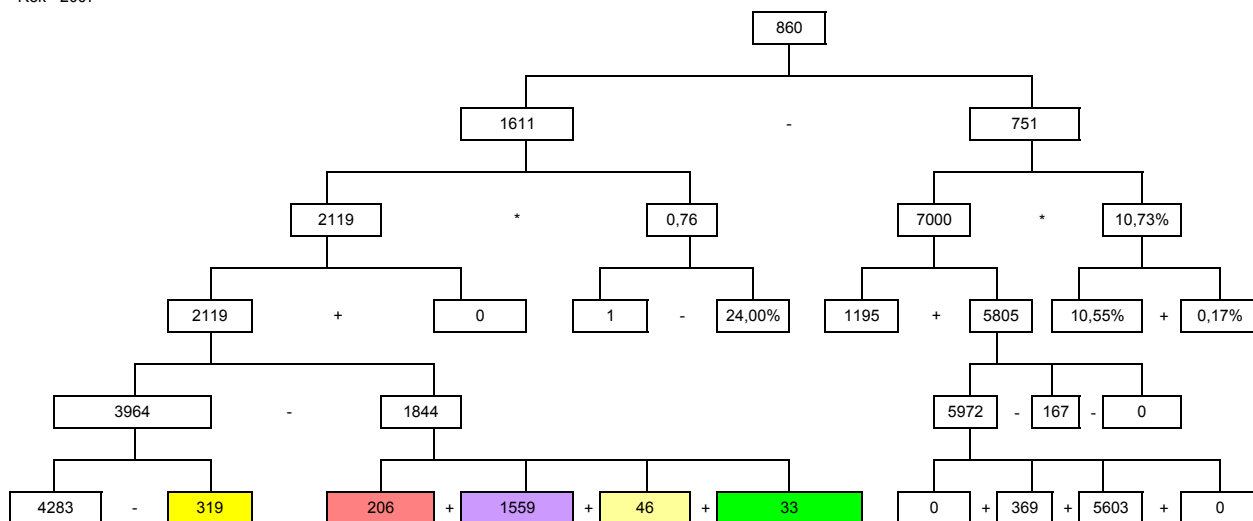 860
1611 - 751
2119 * 0,76 7000 * 10,73%
2119 + 0 1 - 24,00% 1195 + 5805 10,55% + 0,17%
3964 - 1844 5972 - 167 - 0
4283 - 319 206 + 1559 + 46 + 33 0 + 369 + 5603 + 0